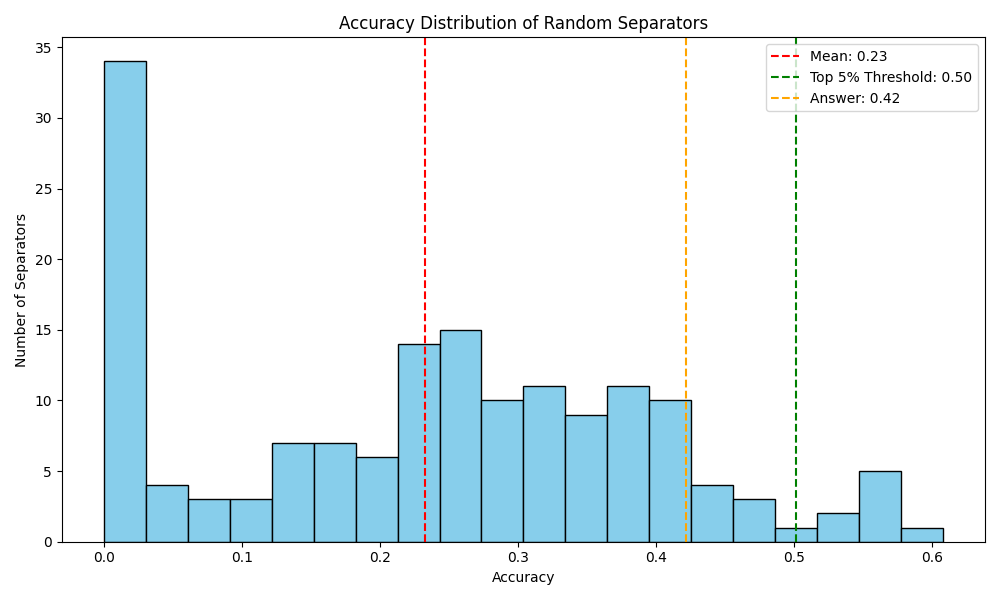 Accuracy Distribution of Random Separators
Mean: 0.23
Top 5% Threshold: 0.50
Answer: 0.42
Number of Separators
35
30
25
20
15
10
5
0
0.0 0.1 0.2 0.3 0.4 0.5 0.6
Accuracy